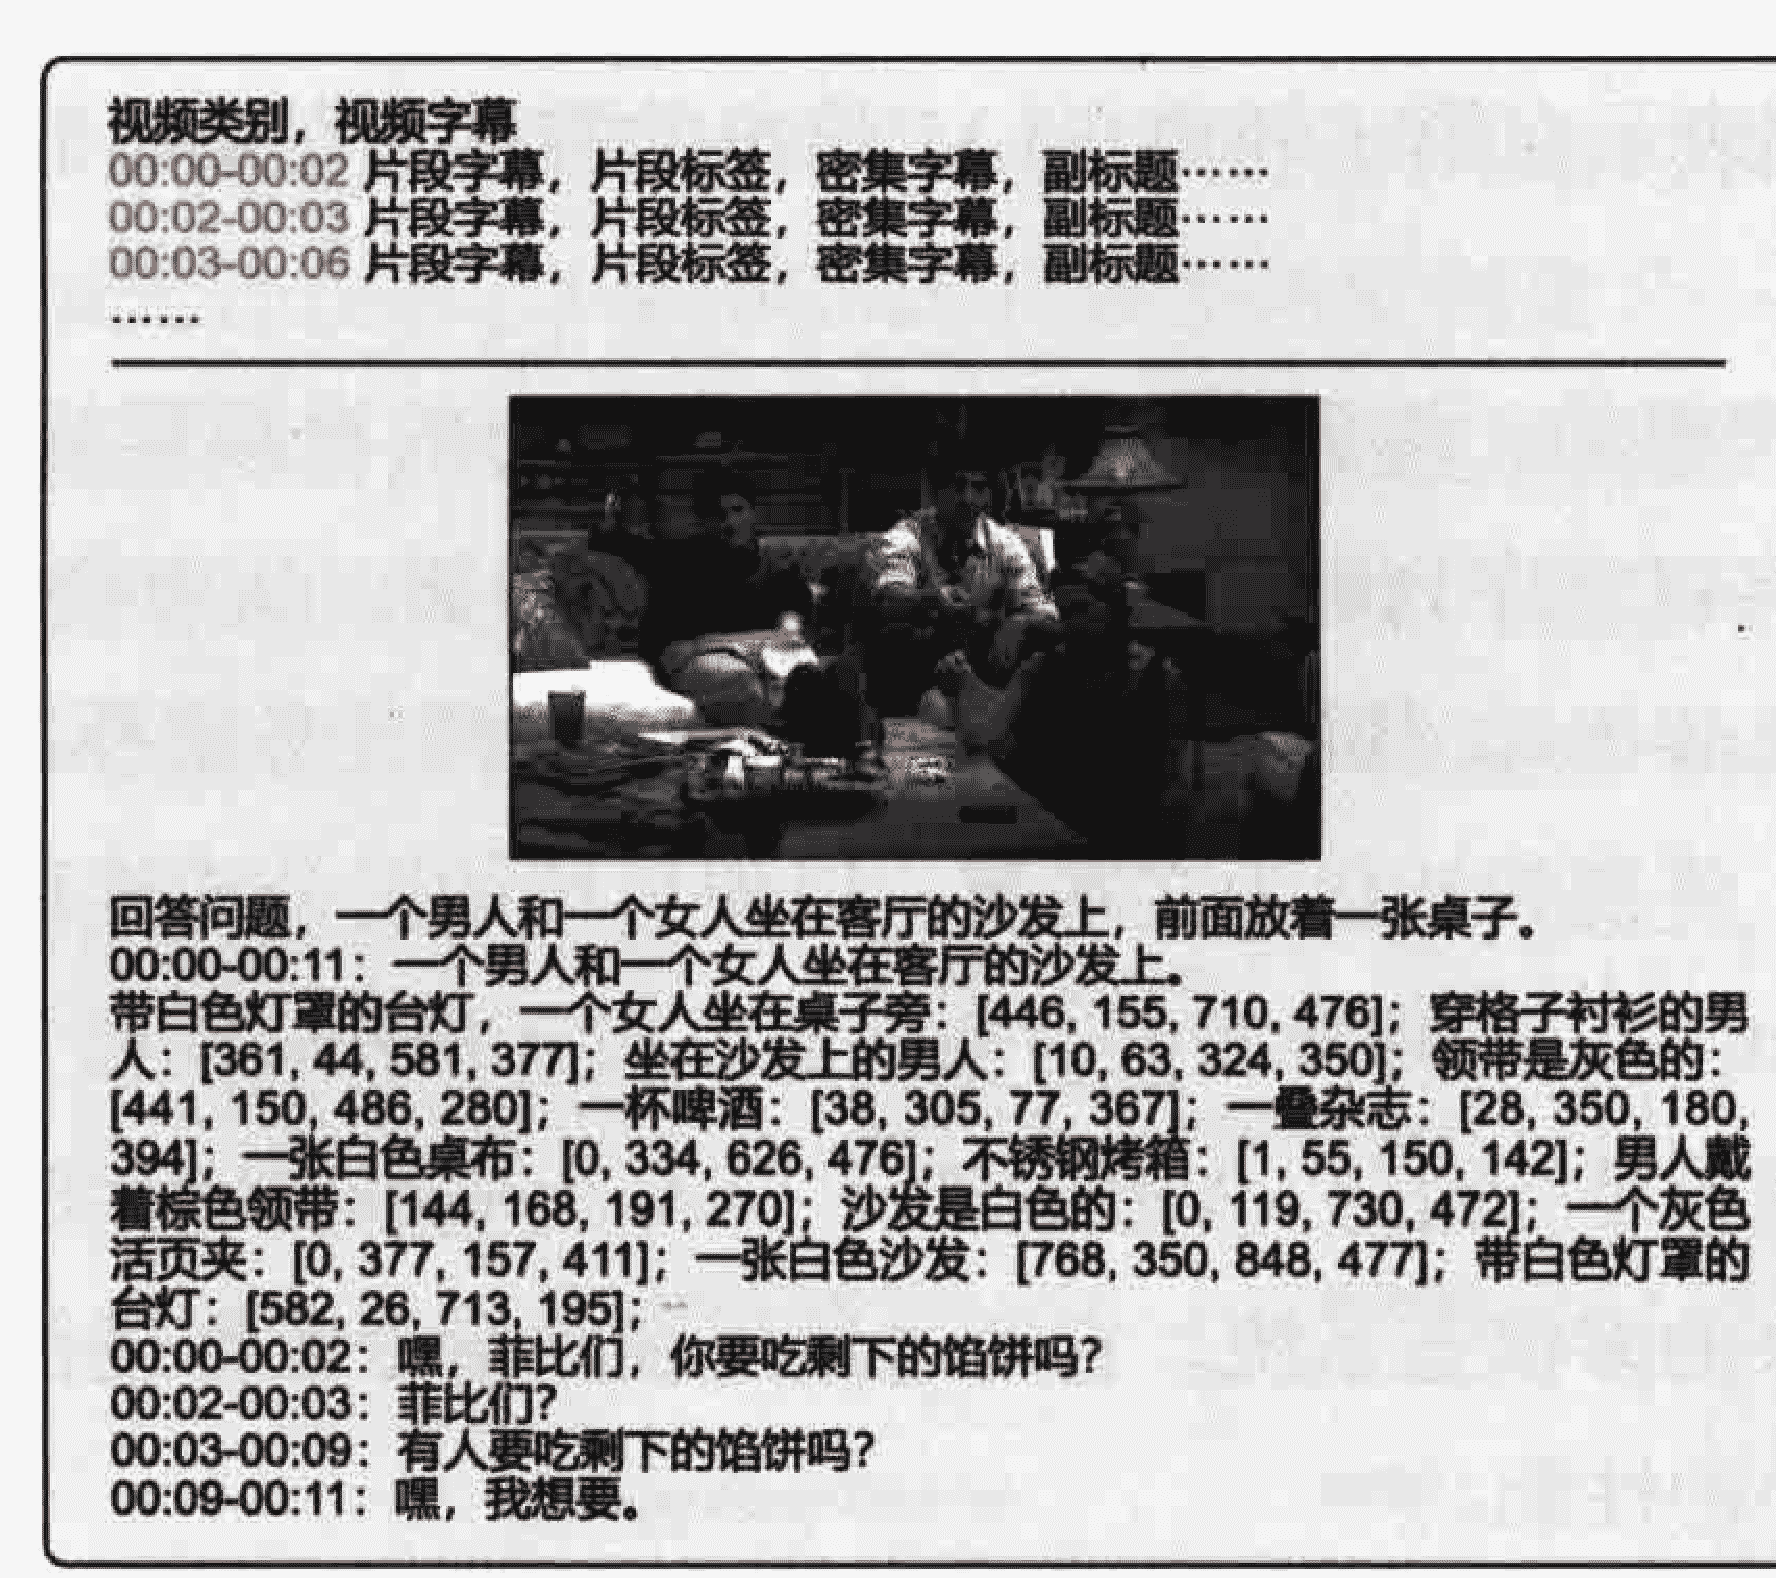 视频类别，视频字幕
00:00-00:02 片段字幕，片段标签，密集字幕，副标题……
00:02-00:03 片段字幕，片段标签，密集字幕，副标题……
00:03-00:06 片段字幕，片段标签，密集字幕，副标题……
……
回答问题，一个男人和一个女人坐在客厅的沙发上，前面放着一张桌子。
00:00-00:11：一个男人和一个女人坐在客厅的沙发上。
带白色灯罩的台灯，一个女人坐在桌子旁：[446, 155, 710, 476]；穿格子衬衫的男
人：[361, 44, 581, 377]；坐在沙发上的男人：[10, 63, 324, 350]；领带是灰色的：
[441, 150, 486, 280]；一杯啤酒：[38, 305, 77, 367]；一叠杂志：[28, 350, 180,
394]；一张白色桌布：[0, 334, 626, 476]；不锈钢烤箱：[1, 55, 150, 142]；男人戴
着棕色领带：[144, 168, 191, 270]；沙发是白色的：[0, 119, 730, 472]；一个灰色
活页夹：[0, 377, 157, 411]；一张白色沙发：[768, 350, 848, 477]；带白色灯罩的
台灯：[582, 26, 713, 195]；
00:00-00:02：嘿，菲比们，你要吃剩下的馅饼吗？
00:02-00:03：菲比们？
00:03-00:09：有人要吃剩下的馅饼吗？
00:09-00:11：嘿，我想要。